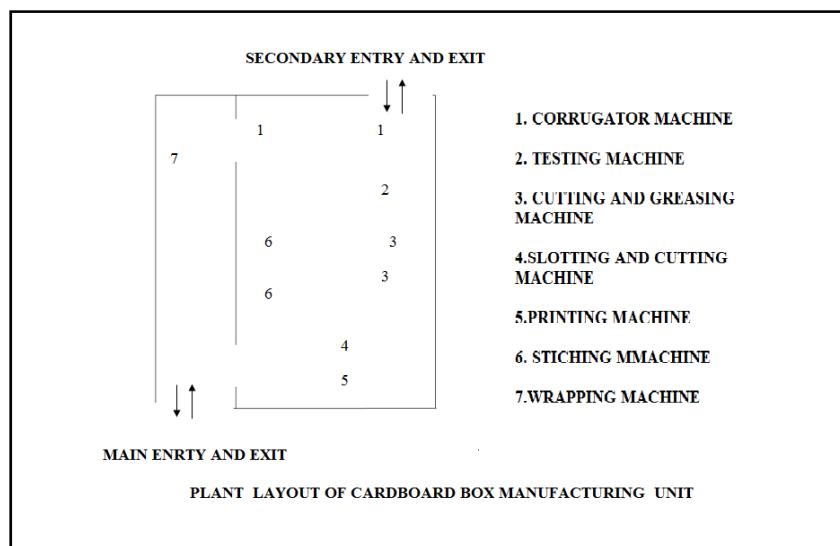 SECONDARY ENTRY AND EXIT
1 1
7
2
6 3
3
6
4
5
1. CORRUGATOR MACHINE
2. TESTING MACHINE
3. CUTTING AND GREASING
MACHINE
4.SLOTTING AND CUTTING
MACHINE
5.PRINTING MACHINE
6. STICHING MMACHINE
7.WRAPPING MACHINE
MAIN ENRTY AND EXIT
PLANT LAYOUT OF CARDBOARD BOX MANUFACTURING UNIT